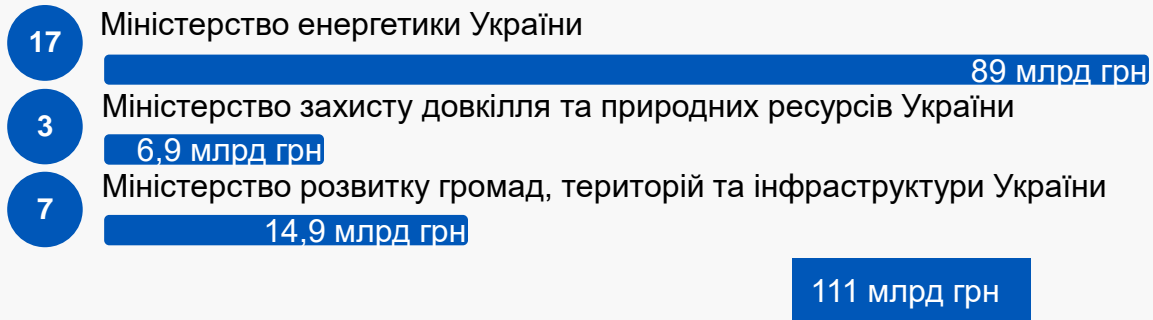 17 Міністерство енергетики України
89 млрд грн
3 Міністерство захисту довкілля та природних ресурсів України
6,9 млрд грн
7 Міністерство розвитку громад, територій та інфраструктури України
14,9 млрд грн
111 млрд грн